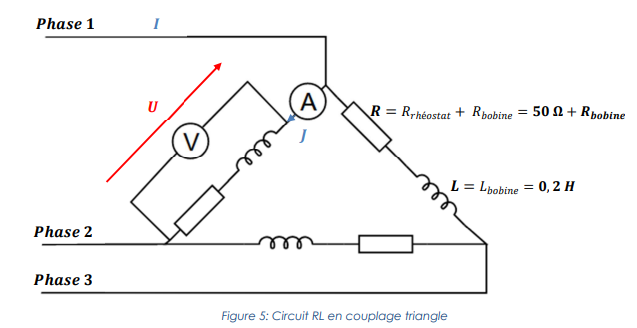 Phase 1 I
U
A
V
J
R = Rrhéostat + Rbobine = 50 Ω + Rbobine
L = Lbobine = 0,2 H
Phase 2
Phase 3
Figure 5: Circuit RL en couplage triangle